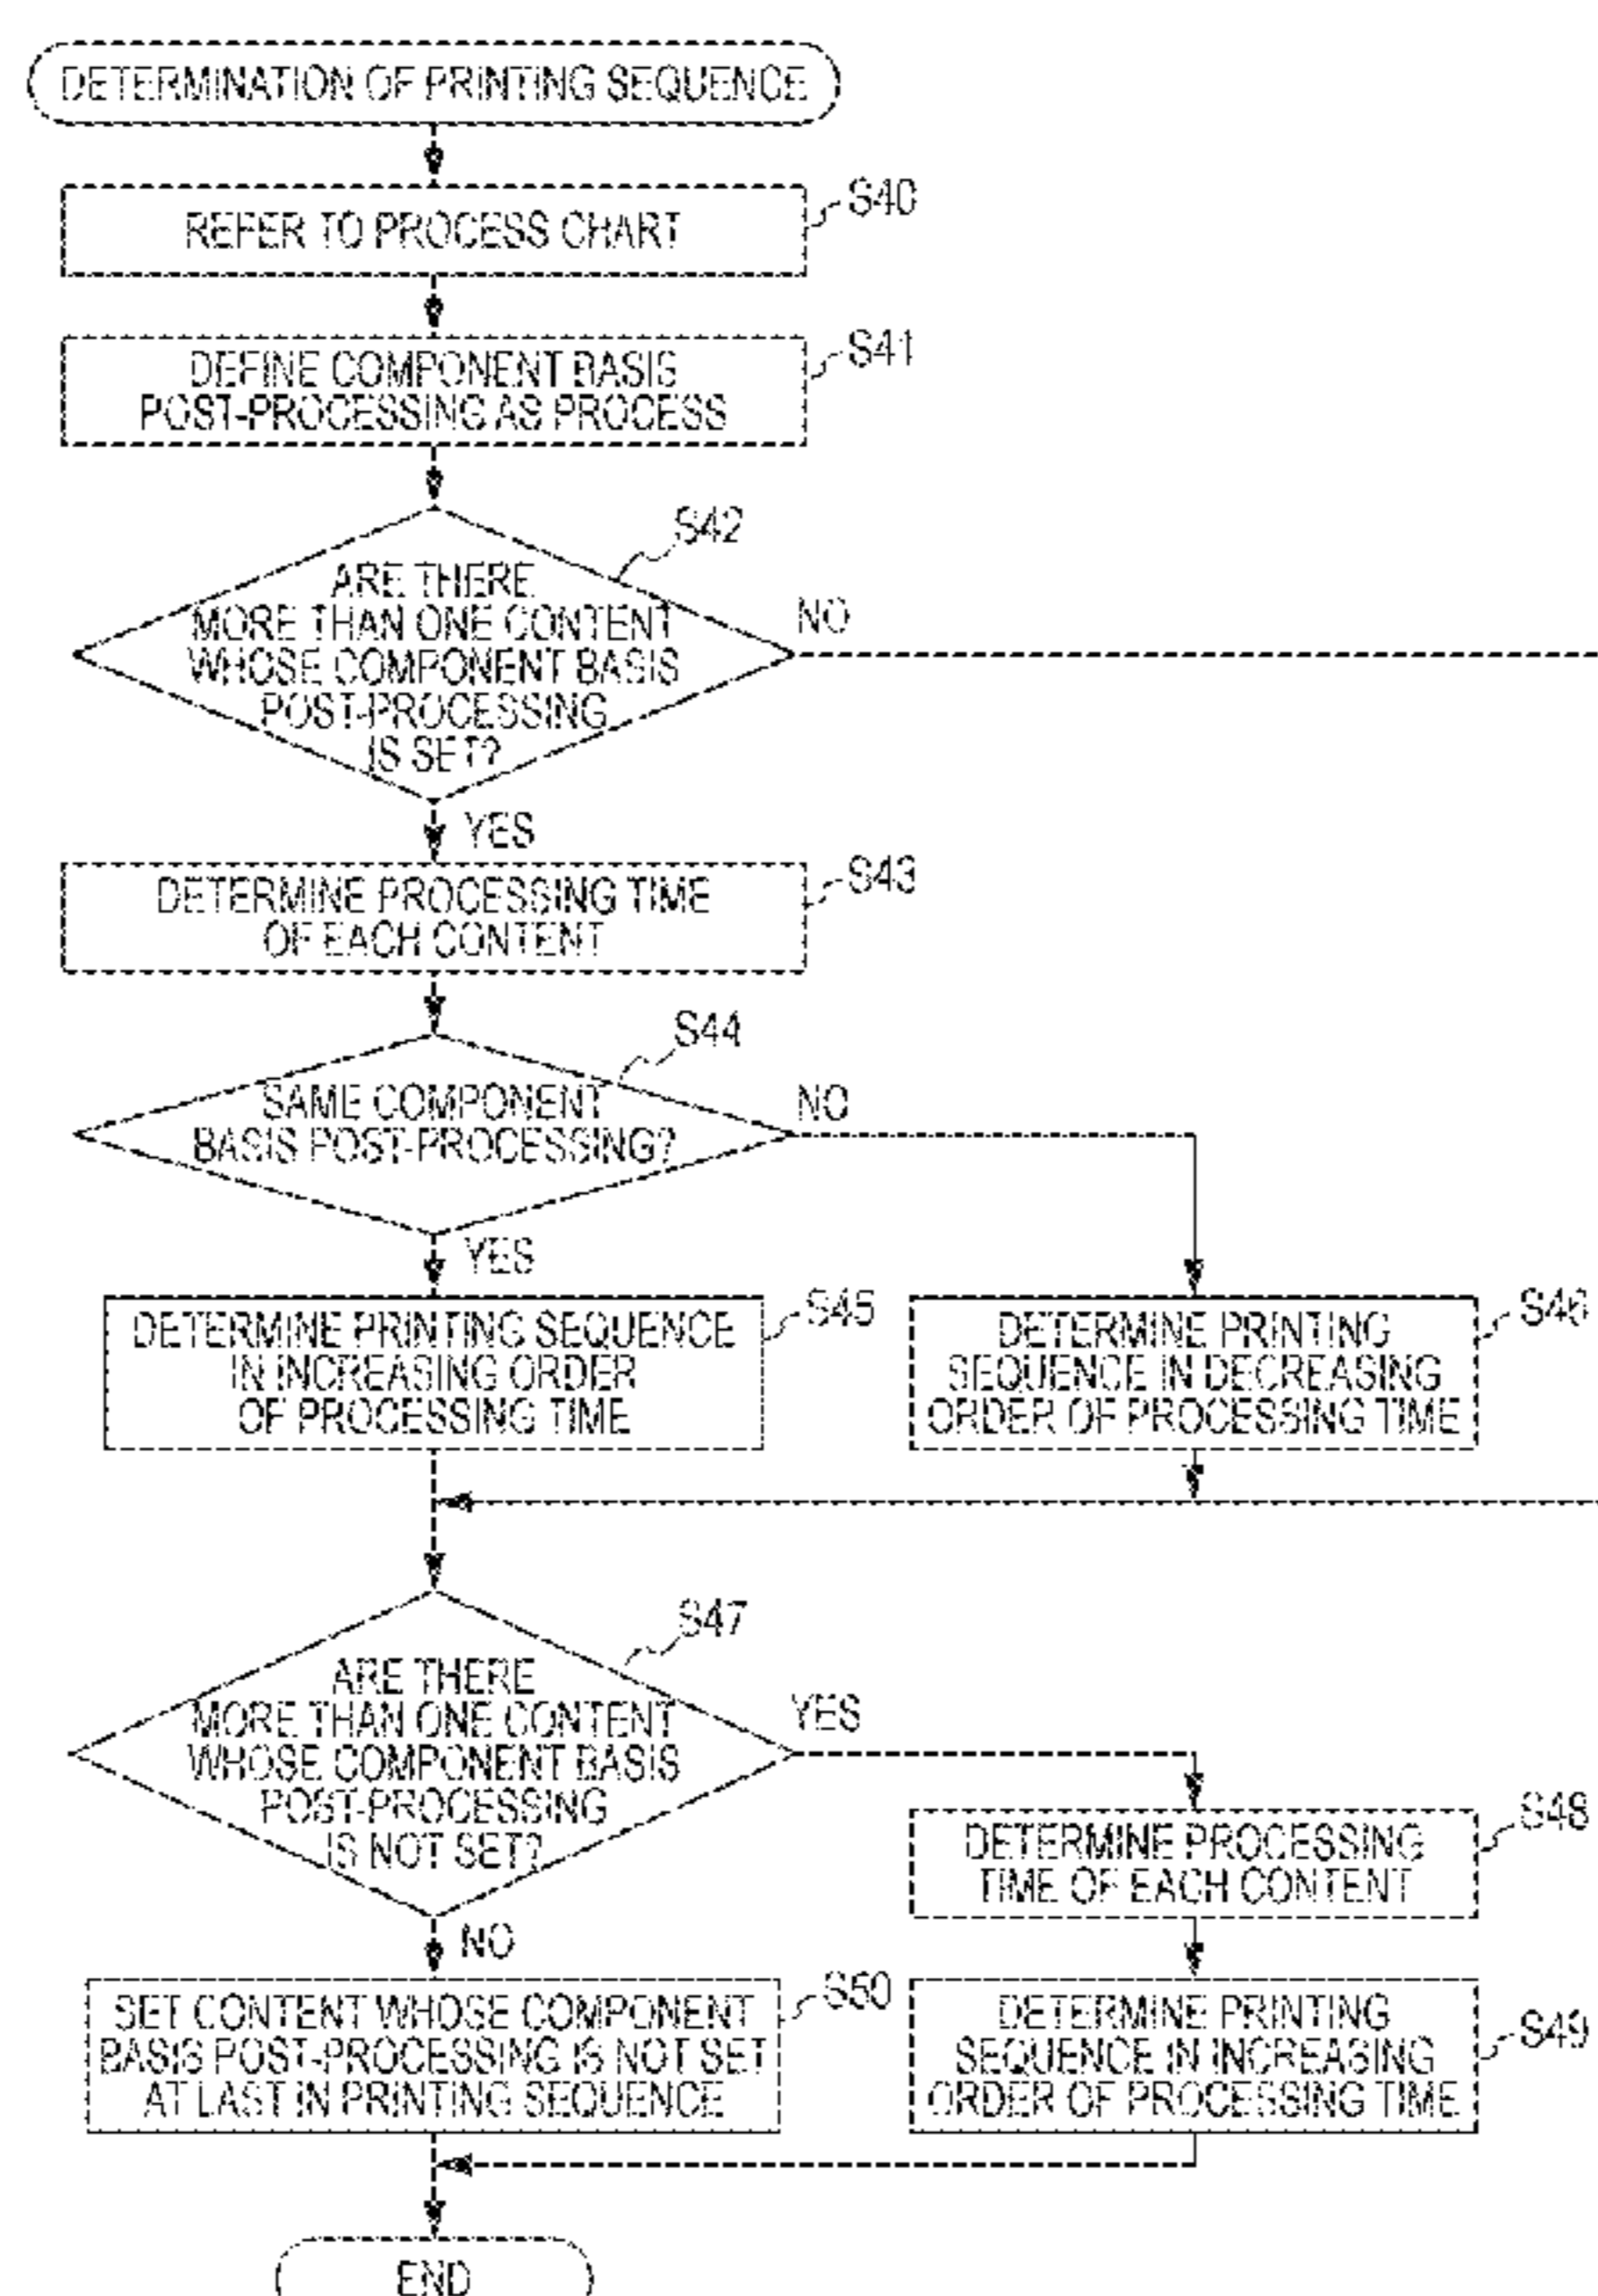 DETERMINATION OF PRINTING SEQUENCE
S40
REFER TO PROCESS CHART
S41
DEFINE COMPONENT BASIS
POST-PROCESSING AS PROCESS
S42
ARE THERE
MORE THAN ONE CONTENT
WHOSE COMPONENT BASIS
POST-PROCESSING
IS SET?
NO
YES
S43
DETERMINE PROCESSING TIME
OF EACH CONTENT
S44
SAME COMPONENT
BASIS POST-PROCESSING?
NO
YES
S45
DETERMINE PRINTING SEQUENCE
IN INCREASING ORDER
OF PROCESSING TIME
S46
DETERMINE PRINTING
SEQUENCE IN DECREASING
ORDER OF PROCESSING TIME
S47
ARE THERE
MORE THAN ONE CONTENT
WHOSE COMPONENT BASIS
POST-PROCESSING
IS NOT SET?
YES
NO
S48
DETERMINE PROCESSING
TIME OF EACH CONTENT
S50
SET CONTENT WHOSE COMPONENT
BASIS POST-PROCESSING IS NOT SET
AT LAST IN PRINTING SEQUENCE
S49
DETERMINE PRINTING
SEQUENCE IN INCREASING
ORDER OF PROCESSING TIME
END